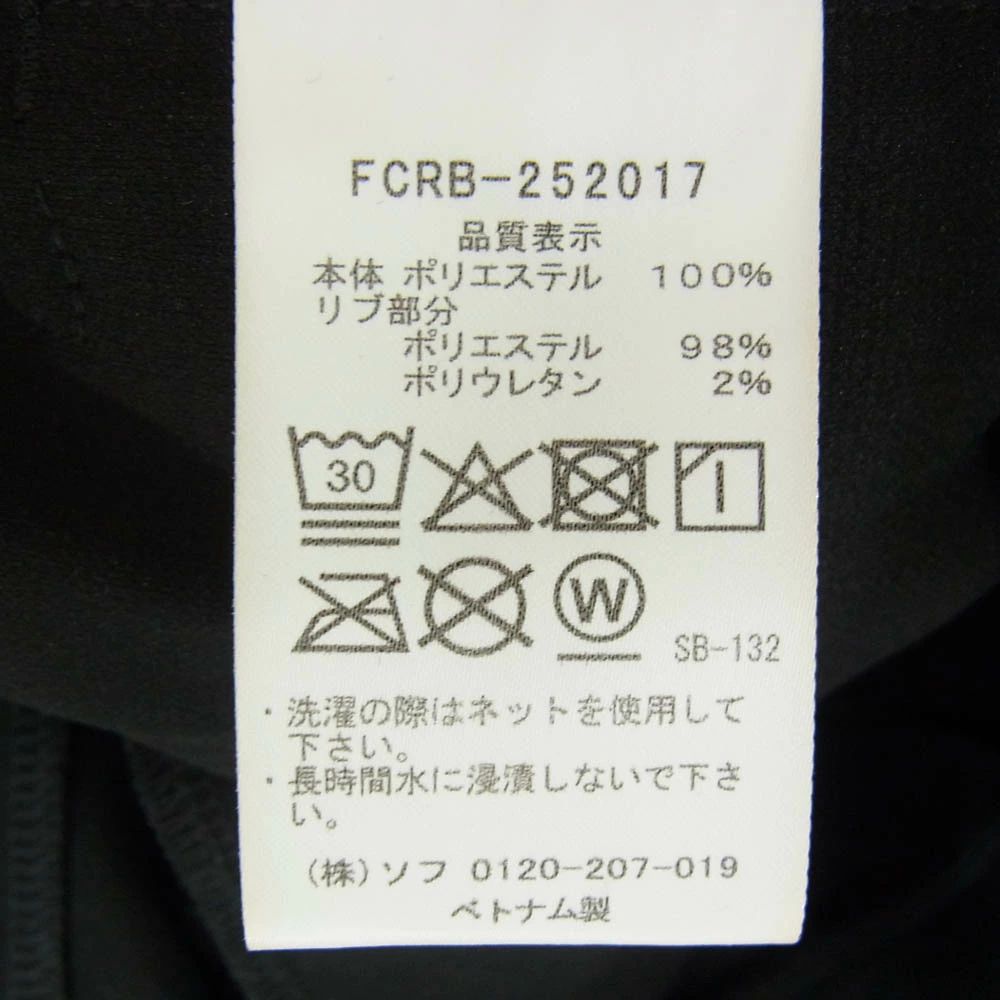 FCRB-252017
品質表示
本体 ポリエステル 100%
リブ部分
ポリエステル 98%
ポリウレタン 2%
30
W
SB-132
・洗濯の際はネットを使用して
下さい。
・長時間水に浸漬しないで下さ
い。
(株)ソフ 0120-207-019
ベトナム製